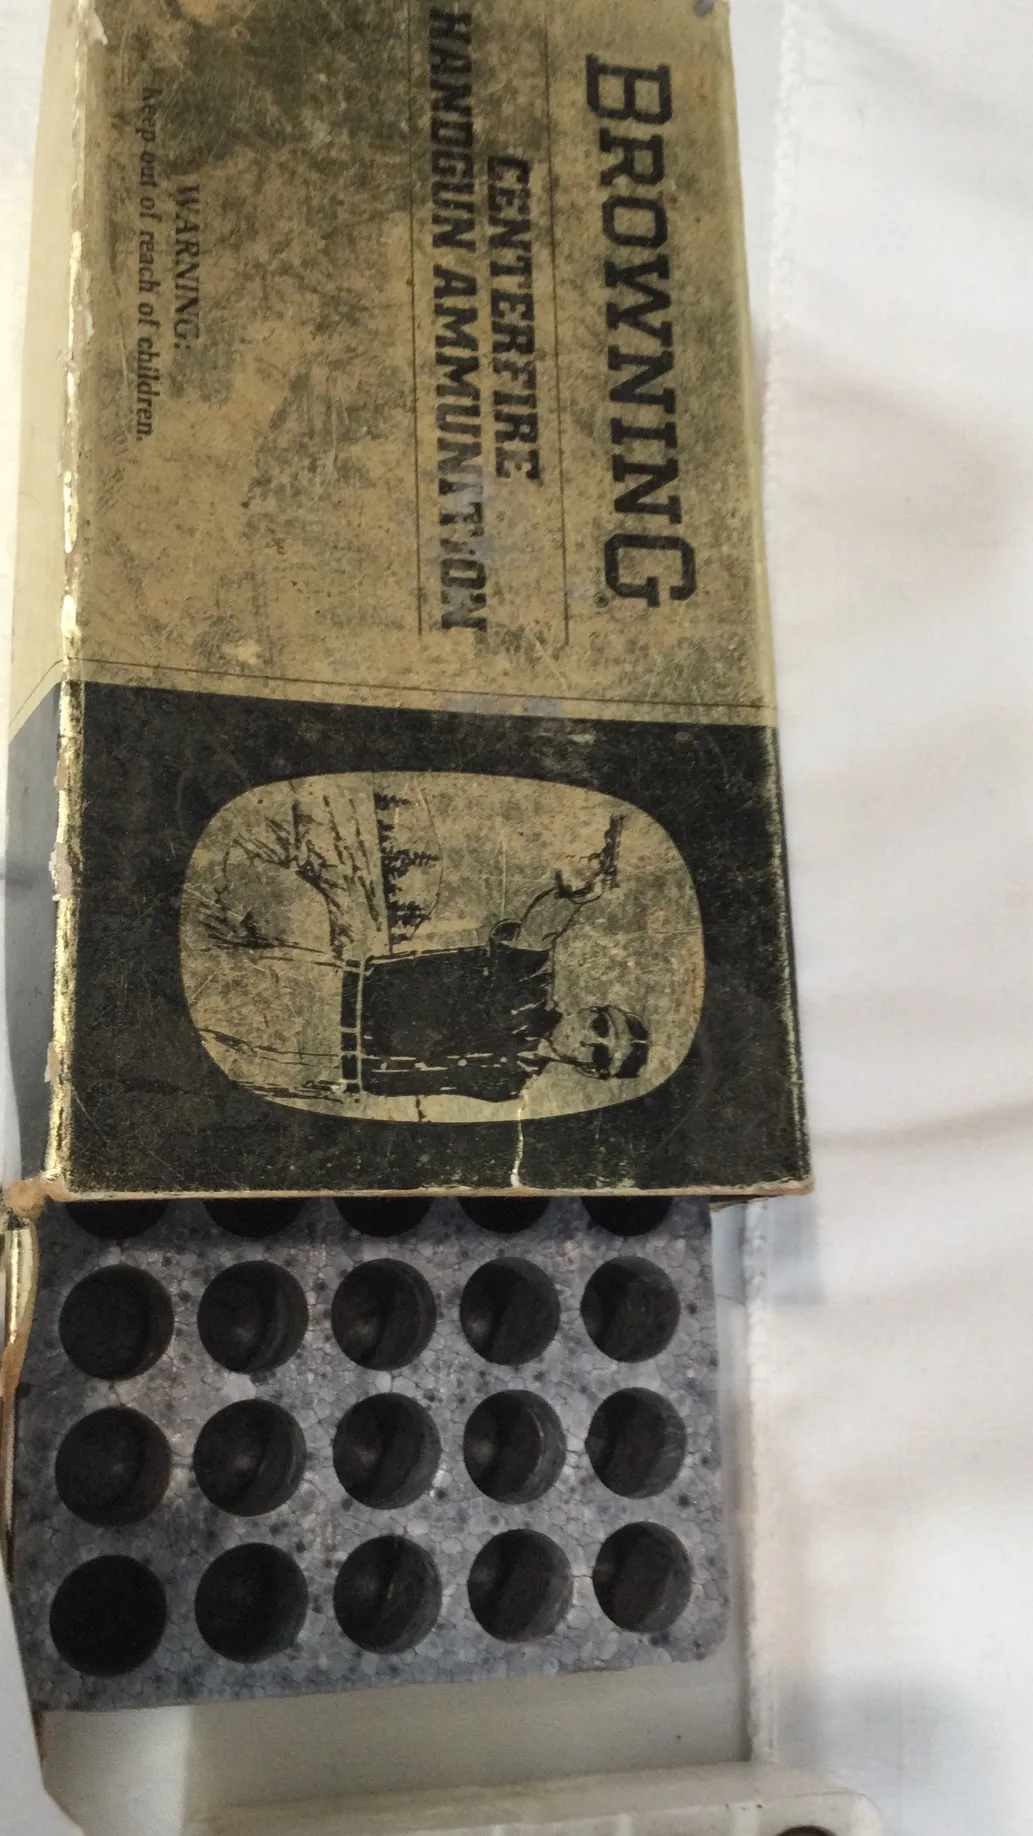 BROWNING
CENTERFIRE
HANDGUN AMMUNITION
WARNING:
Keep out of reach of children.